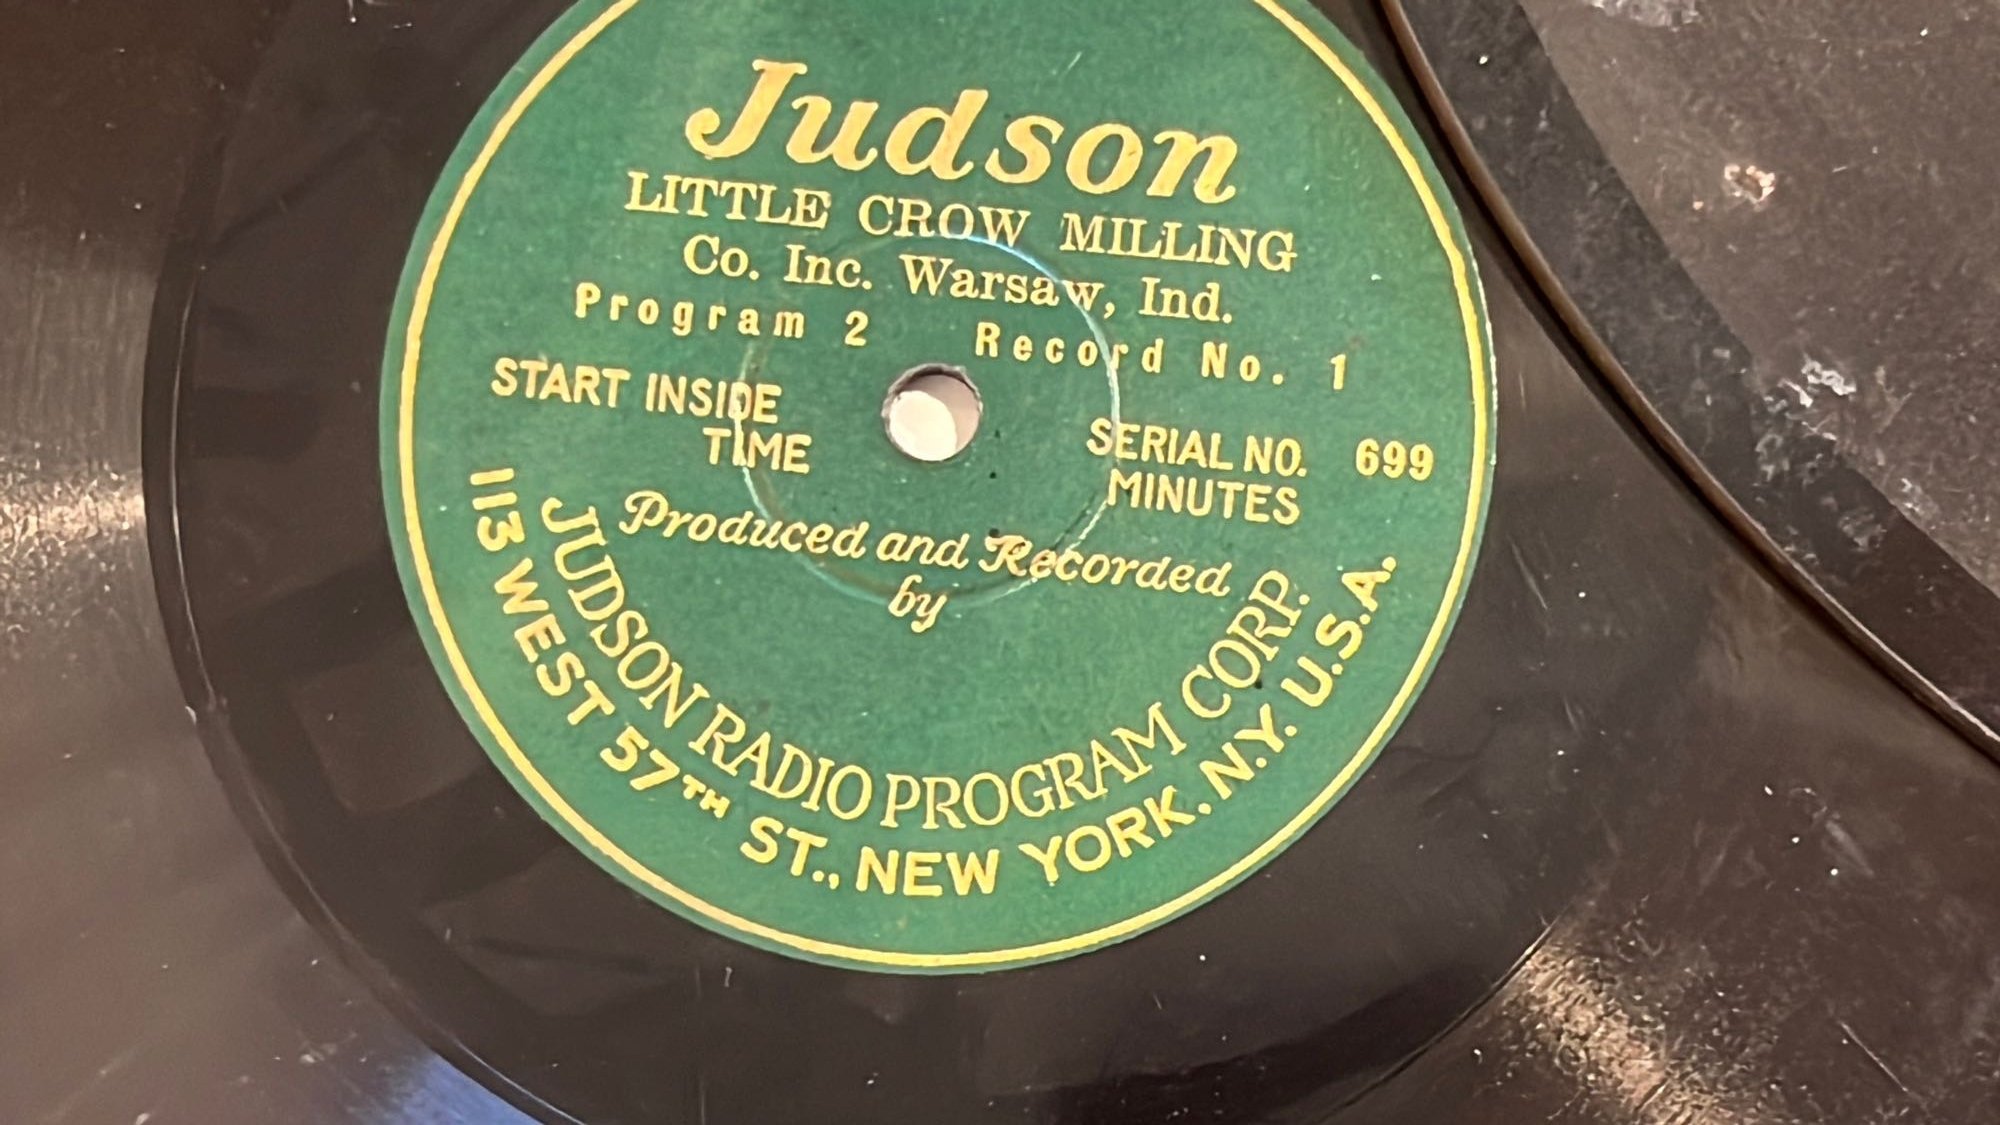 Judson
LITTLE CROW MILLING
Co. Inc. Warsaw, Ind.
Program 2 Record No. 1
START INSIDE SERIAL NO. 699
TIME MINUTES
Produced and Recorded
by
JUDSON RADIO PROGRAM CORP.
113 WEST 57TH ST., NEW YORK. N.Y. U.S.A.